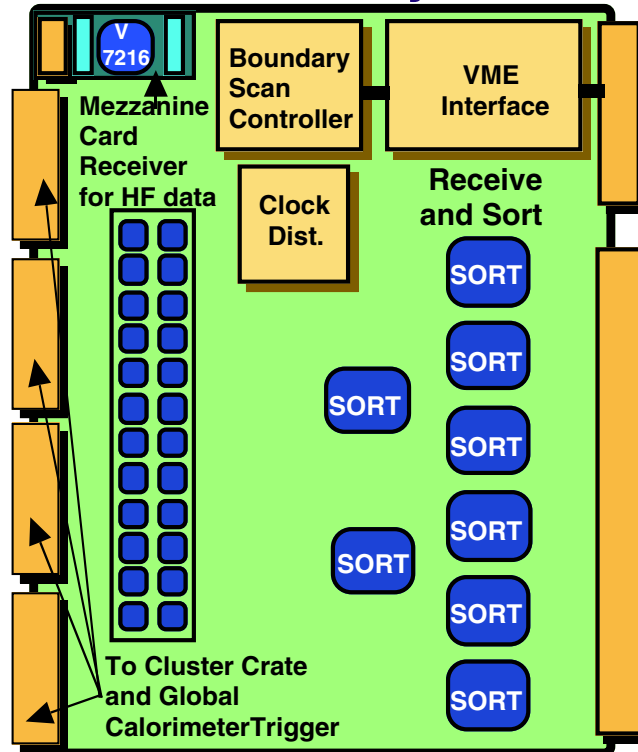 V
7216
Mezzanine
Card
Receiver
for HF data
Boundary
Scan
Controller
VME
Interface
Clock
Dist.
Receive
and Sort
SORT
SORT
SORT
SORT
SORT
SORT
SORT
SORT
To Cluster Crate
and Global
CalorimeterTrigger